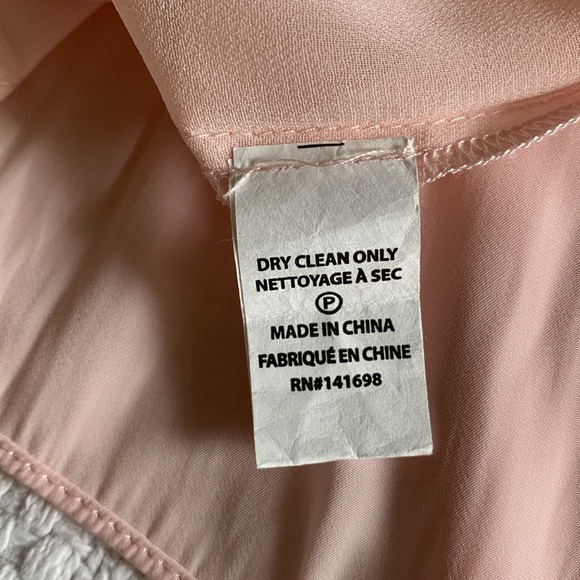 DRY CLEAN ONLY
NETTOYAGE À SEC
P
MADE IN CHINA
FABRIQUÉ EN CHINE
RN#141698